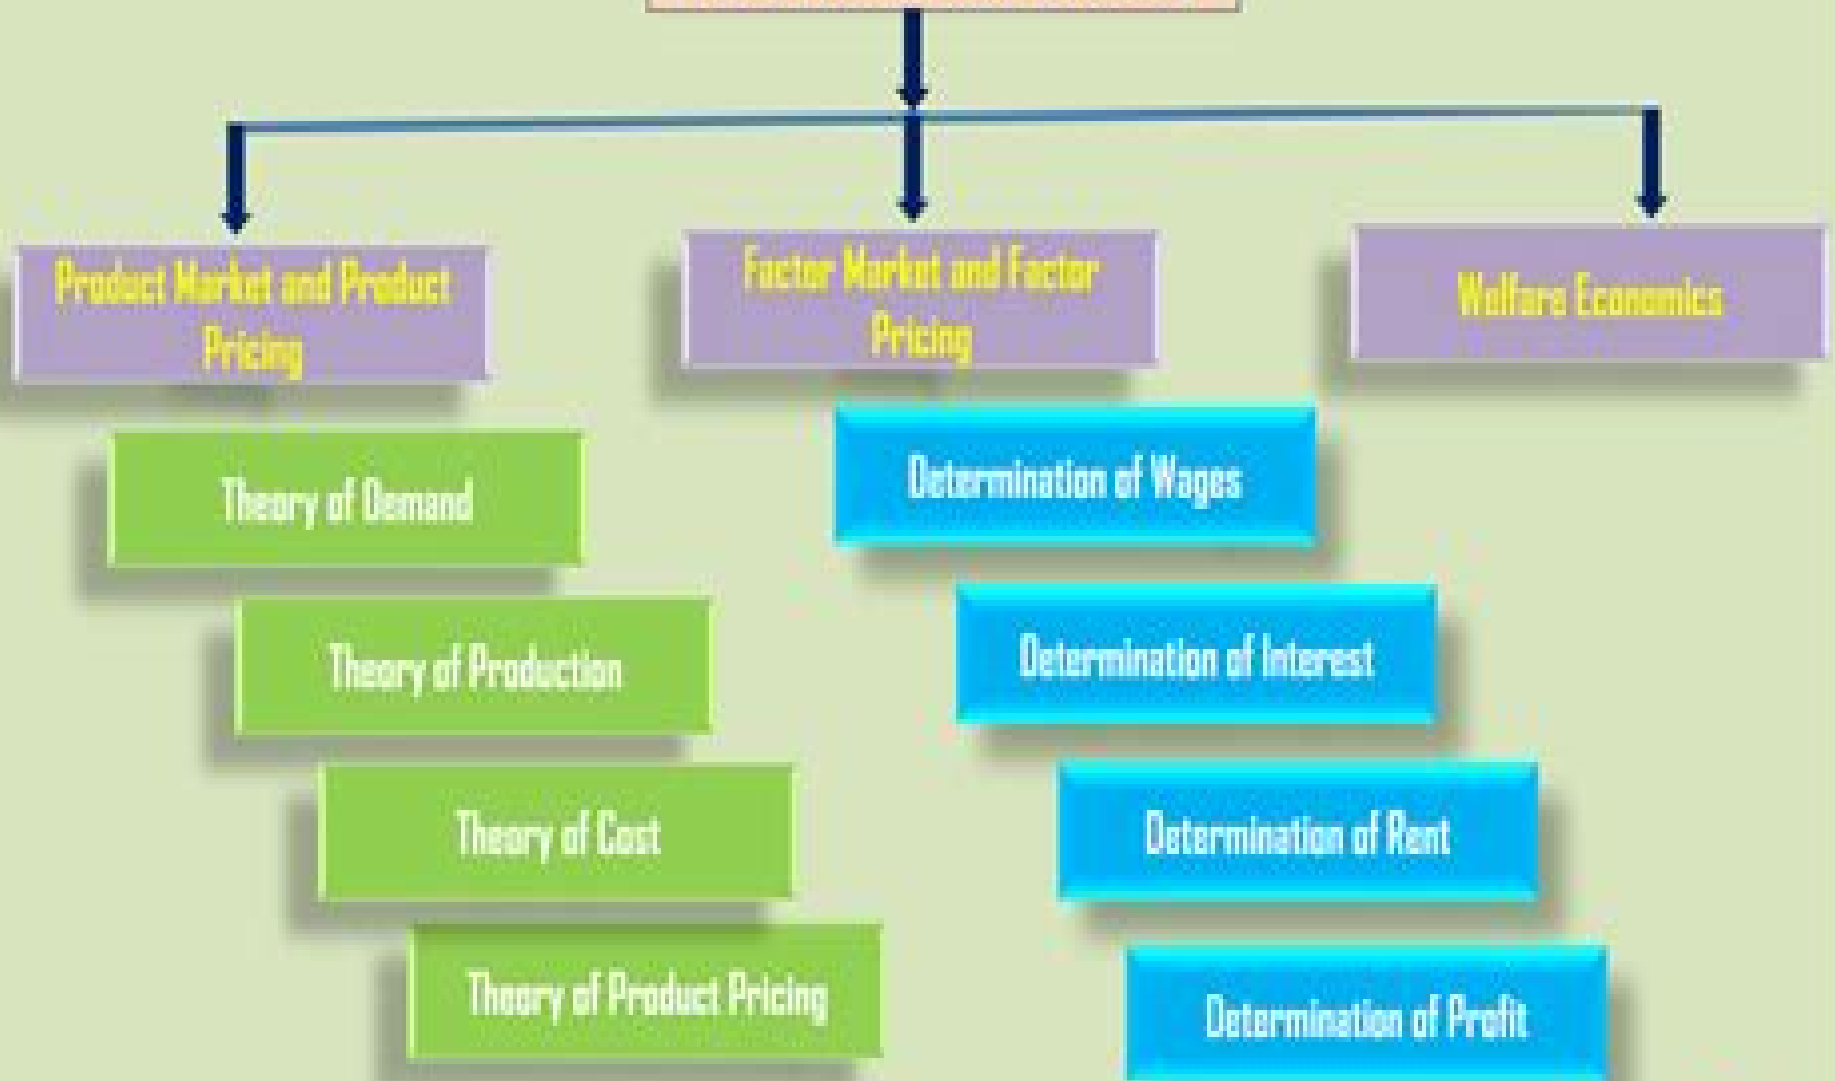 Product Market and Product
Pricing
Factor Market and Factor
Pricing
Welfare Economics
Theory of Demand
Theory of Production
Theory of Cost
Theory of Product Pricing
Determination of Wages
Determination of Interest
Determination of Rent
Determination of Profit